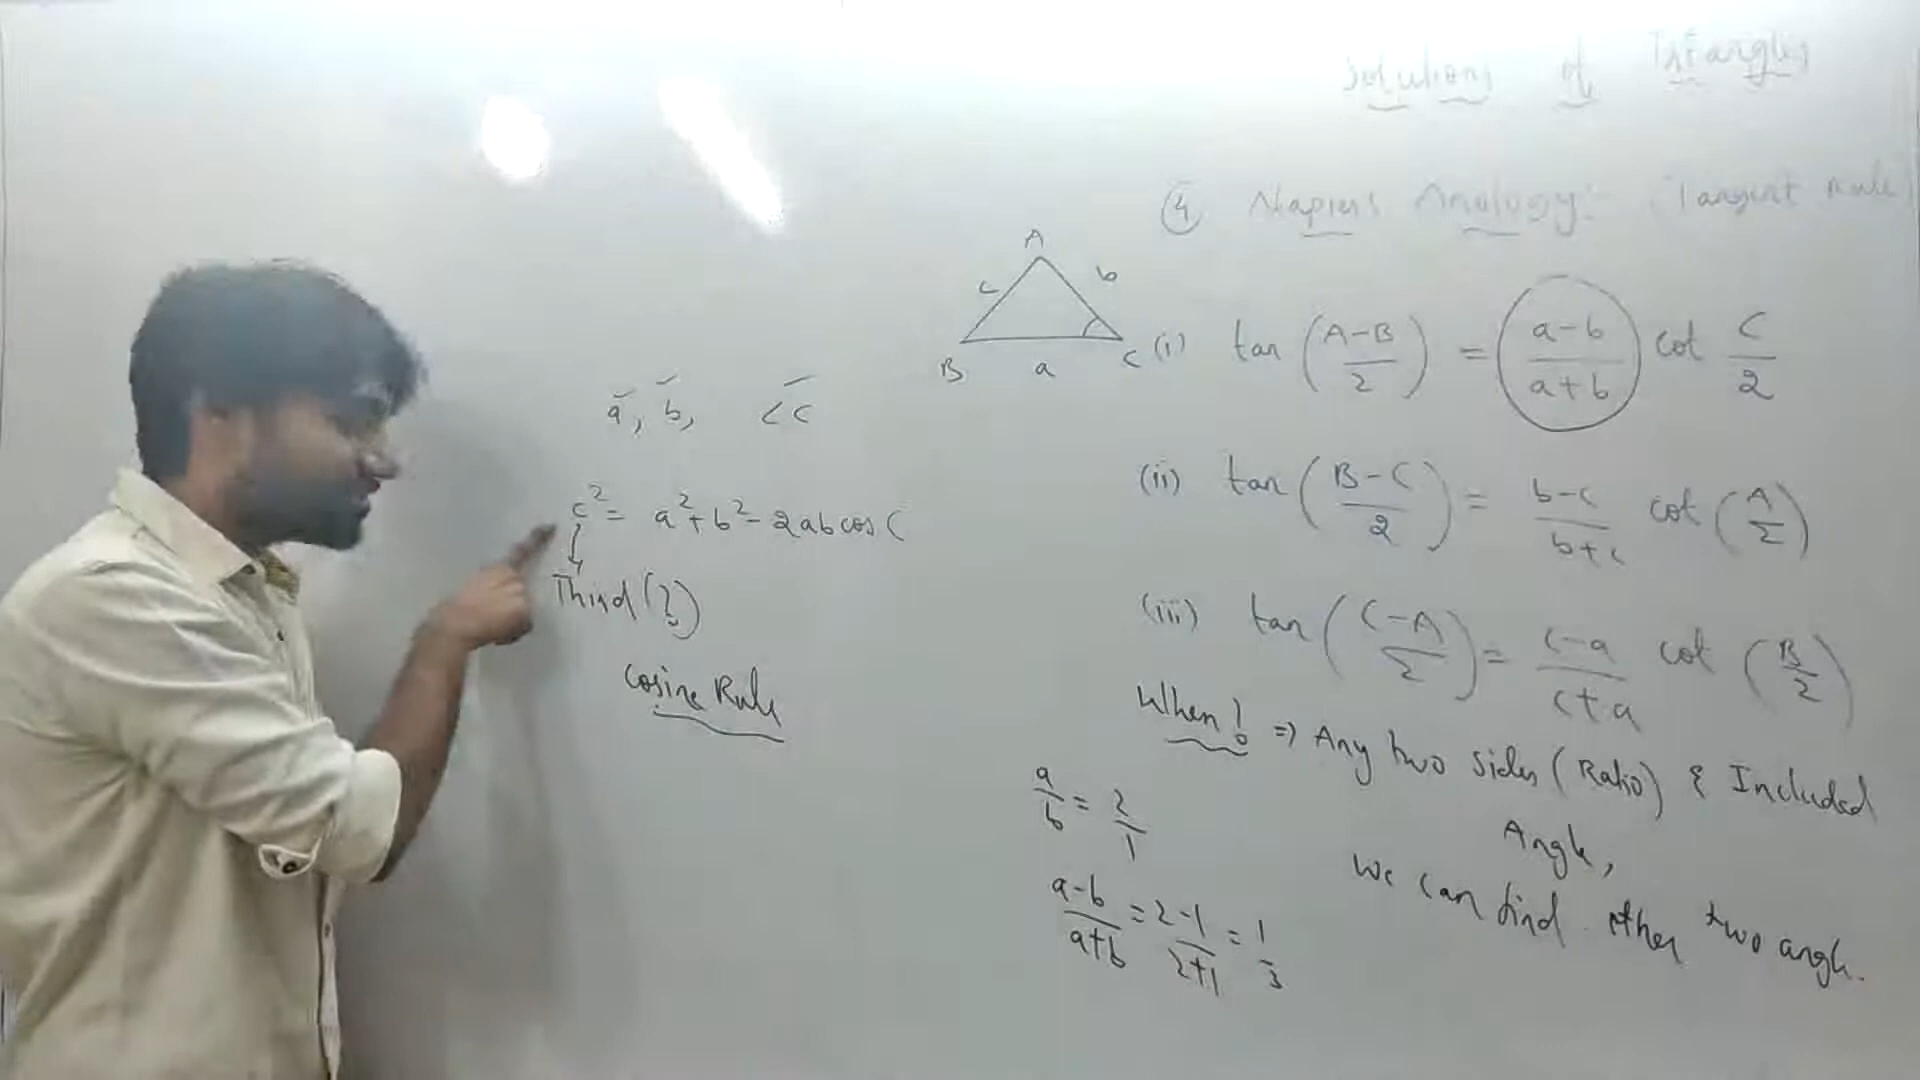 Solutions of Triangles
④ Napiers Analogy:- (Tangent Rule)
A
c
b
B
a
C
(i) tan (A-B/2) = (a-b/a+b) cot C/2
(ii) tan (B-C/2) = b-c/b+c cot (A/2)
(iii) tan (C-A/2) = c-a/c+a cot (B/2)
When? => Any two sides (Ratio) & Included
Angle,
We can find other two angle.
a/b = 2/1
a-b/a+b = 2-1/2+1 = 1/3
a, b, ∠C
c² = a² + b² - 2ab cos C
Third (?)
Cosine Rule